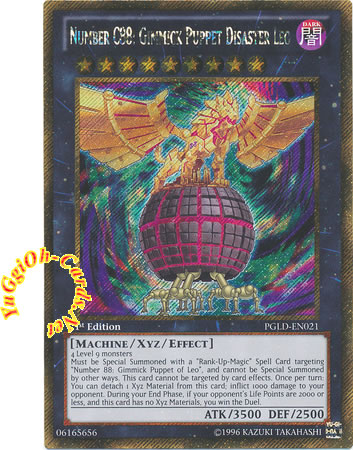 Number C88: Gimmick Puppet Disaster Leo
DARK
闇
YuGgiOh-Cards.Net
1st Edition
PGLD-EN021
[MACHINE/XYZ/EFFECT]
4 Level 9 monsters
Must be Special Summoned with a "Rank-Up-Magic" Spell Card targeting
"Number 88: Gimmick Puppet of Leo", and cannot be Special Summoned
by other ways. This card cannot be targeted by card effects. Once per turn:
You can detach 1 Xyz Material from this card; inflict 1000 damage to your
opponent. During your End Phase, if your opponent's Life Points are 2000 or
less, and this card has no Xyz Materials, you win the Duel.
ATK/3500 DEF/2500
06165656
©1996 KAZUKI TAKAHASHI